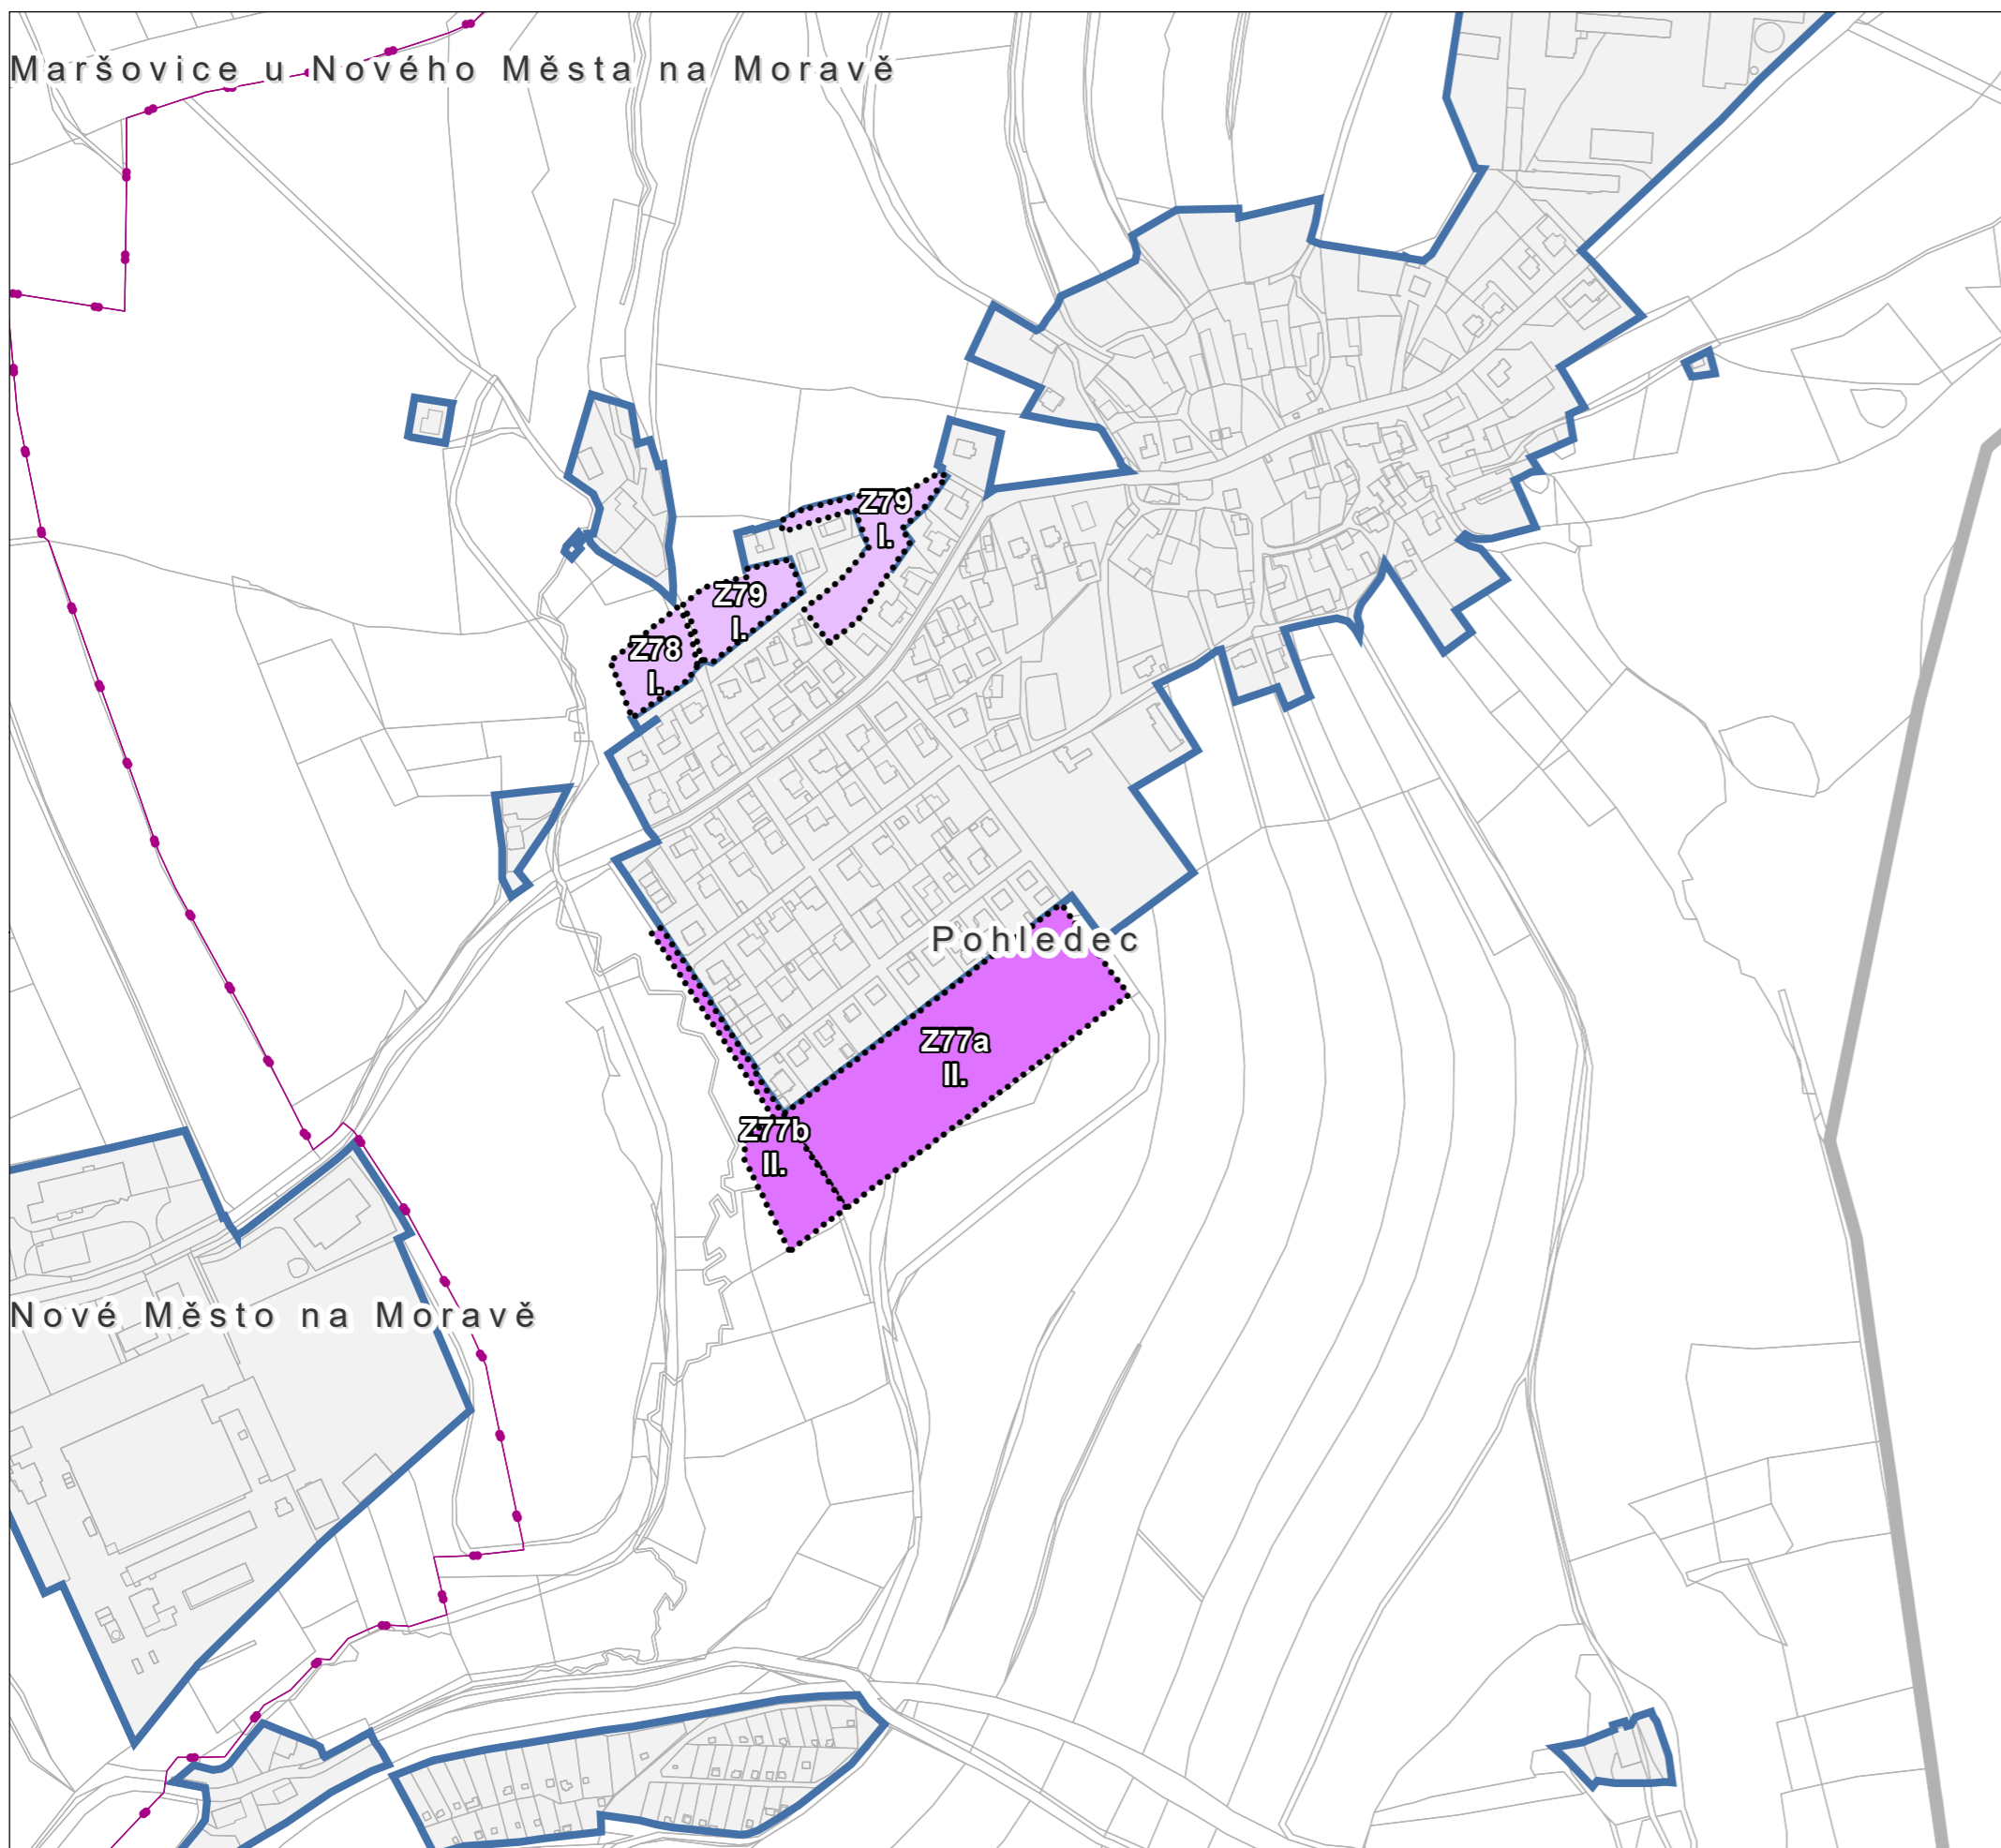 Maršovice u Nového Města na Moravě
Z79
I.
Z79
I.
Z78
I.
Pohledec
Z77a
II.
Z77b
II.
Nové Město na Moravě